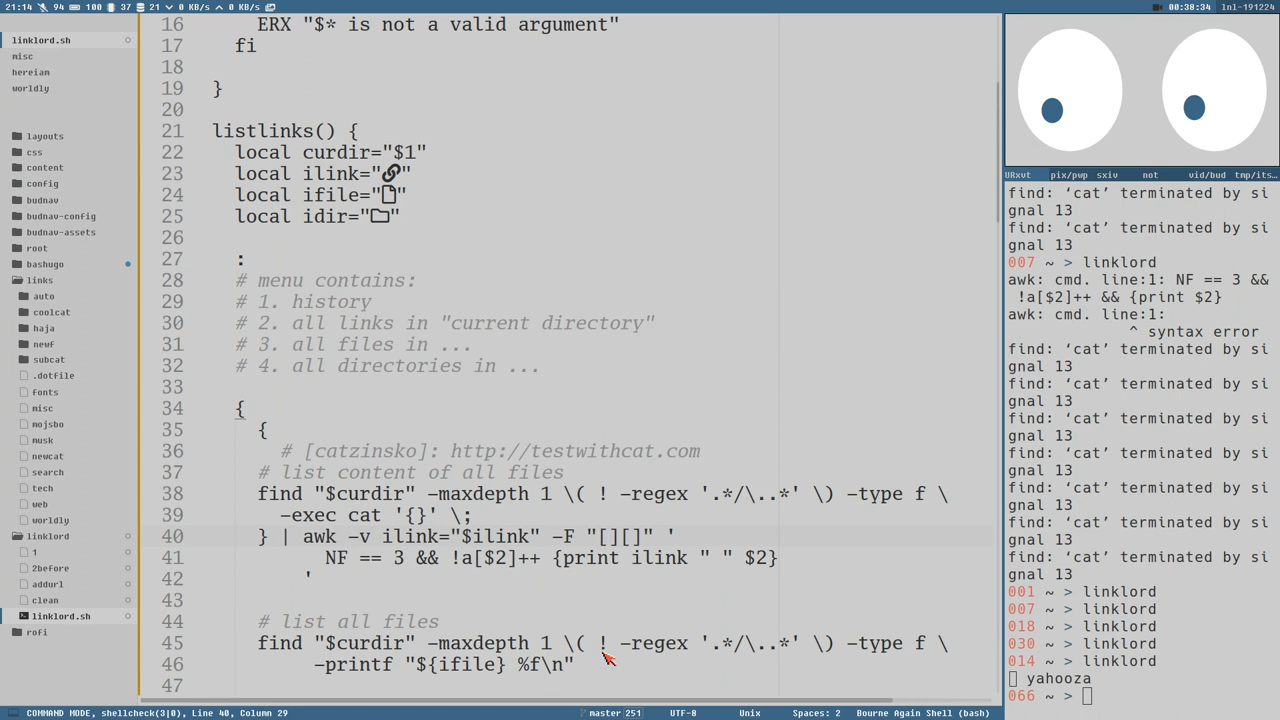 21:14 94 100 37 21 0 KB/s 0 KB/s
00:38:34 lnl-191224
linklord.sh
misc
hereiam
worldly
layouts
css
content
config
budnav
budnav-config
budnav-assets
root
bashugo
links
auto
coolcat
haja
newf
subcat
.dotfile
fonts
misc
mojsbo
musk
newcat
search
tech
web
worldly
linklord
1
2before
addurl
clean
linklord.sh
rofi
16 ERX "$* is not a valid argument"
17 fi
18
19 }
20
21 listlinks() {
22 local curdir="$1"
23 local ilink=""
24 local ifile=""
25 local idir=""
26
27 :
28 # menu contains:
29 # 1. history
30 # 2. all links in "current directory"
31 # 3. all files in ...
32 # 4. all directories in ...
33
34 {
35 {
36 # [catzinsko]: http://testwithcat.com
37 # list content of all files
38 find "$curdir" -maxdepth 1 \( ! -regex '.*/\..*' \) -type f \
39 -exec cat '{}' \;
40 } | awk -v ilink="$ilink" -F "[][]" '
41 NF == 3 && !a[$2]++ {print ilink " " $2}
42 '
43
44 # list all files
45 find "$curdir" -maxdepth 1 \( ! -regex '.*/\..*' \) -type f \
46 -printf "${ifile} %f\n"
47
URxvt pix/pwp sxiv not vid/bud tmp/its…
find: ‘cat’ terminated by si
gnal 13
find: ‘cat’ terminated by si
gnal 13
007 ~ > linklord
awk: cmd. line:1: NF == 3 &&
!a[$2]++ && {print $2}
awk: cmd. line:1:
^ syntax error
find: ‘cat’ terminated by si
gnal 13
find: ‘cat’ terminated by si
gnal 13
find: ‘cat’ terminated by si
gnal 13
find: ‘cat’ terminated by si
gnal 13
find: ‘cat’ terminated by si
gnal 13
find: ‘cat’ terminated by si
gnal 13
find: ‘cat’ terminated by si
gnal 13
001 ~ > linklord
007 ~ > linklord
018 ~ > linklord
030 ~ > linklord
014 ~ > linklord
yahooza
066 ~ >
COMMAND MODE, shellcheck(3|0), Line 40, Column 29
master 251 UTF-8 Unix Spaces: 2 Bourne Again Shell (bash)